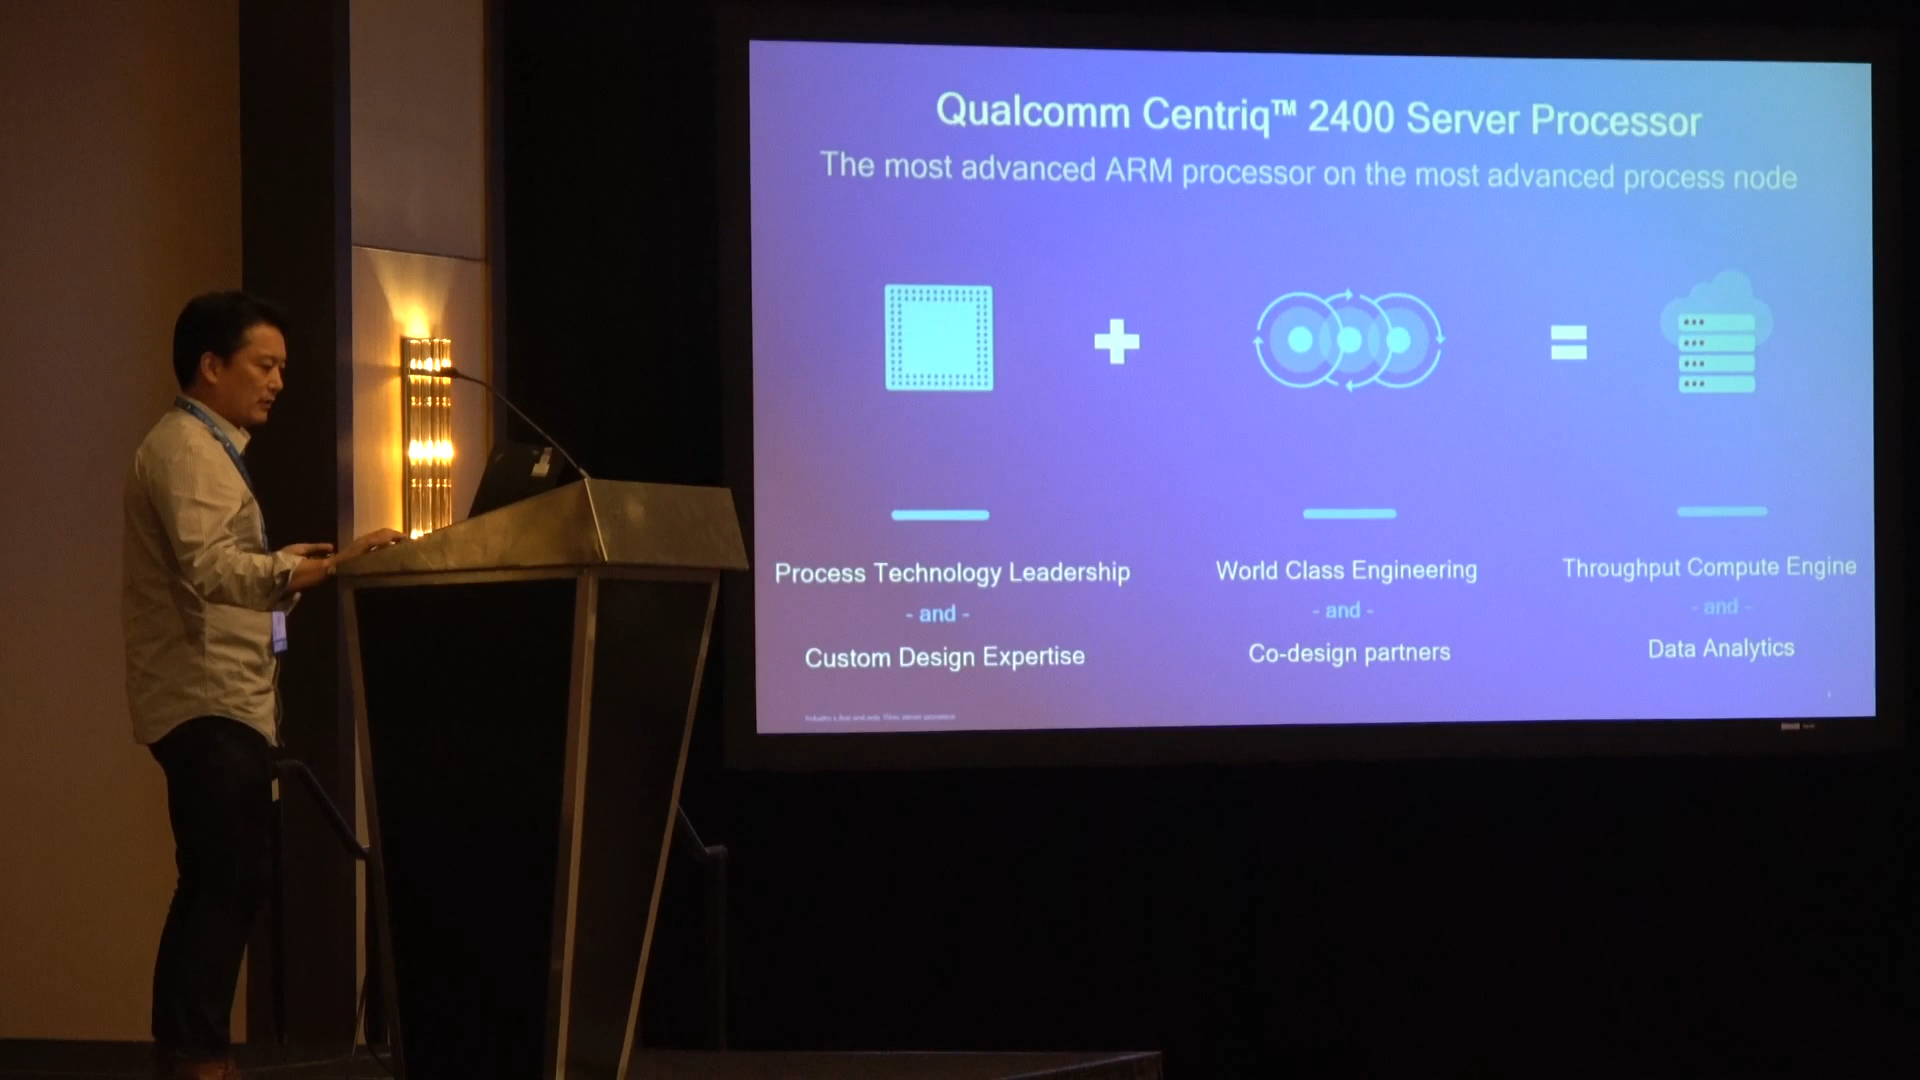 Qualcomm Centriq™ 2400 Server Processor
The most advanced ARM processor on the most advanced process node
Process Technology Leadership
- and -
Custom Design Expertise
World Class Engineering
- and -
Co-design partners
Throughput Compute Engine
- and -
Data Analytics